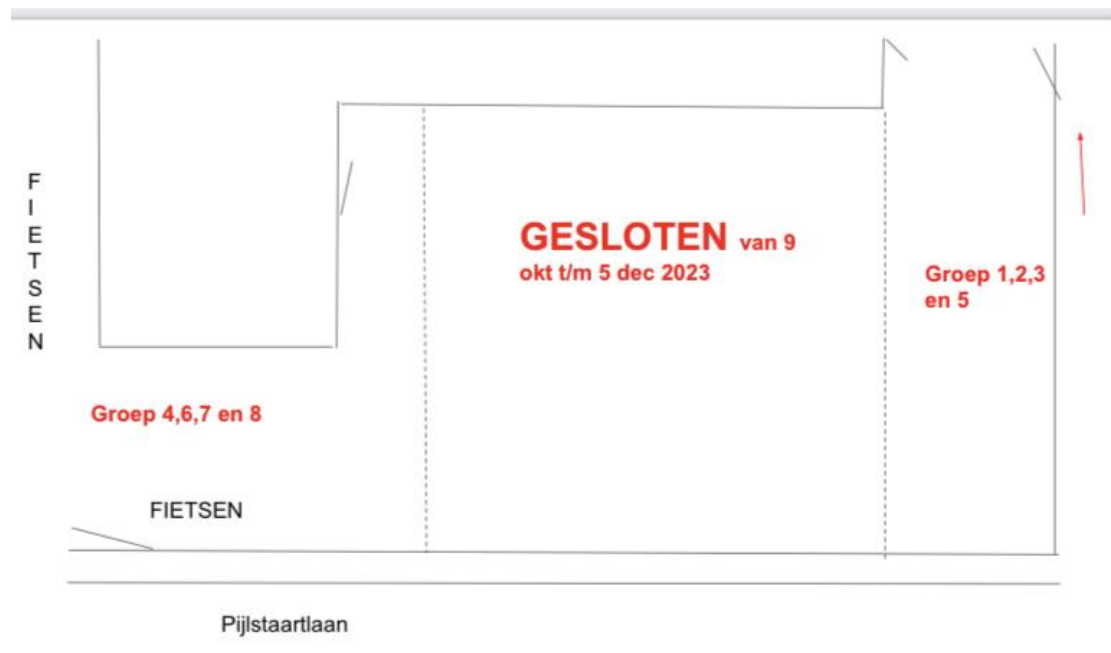 FIETSEN
GESLOTEN van 9
okt t/m 5 dec 2023
Groep 1,2,3
en 5
Groep 4,6,7 en 8
FIETSEN
Pijlstaartlaan